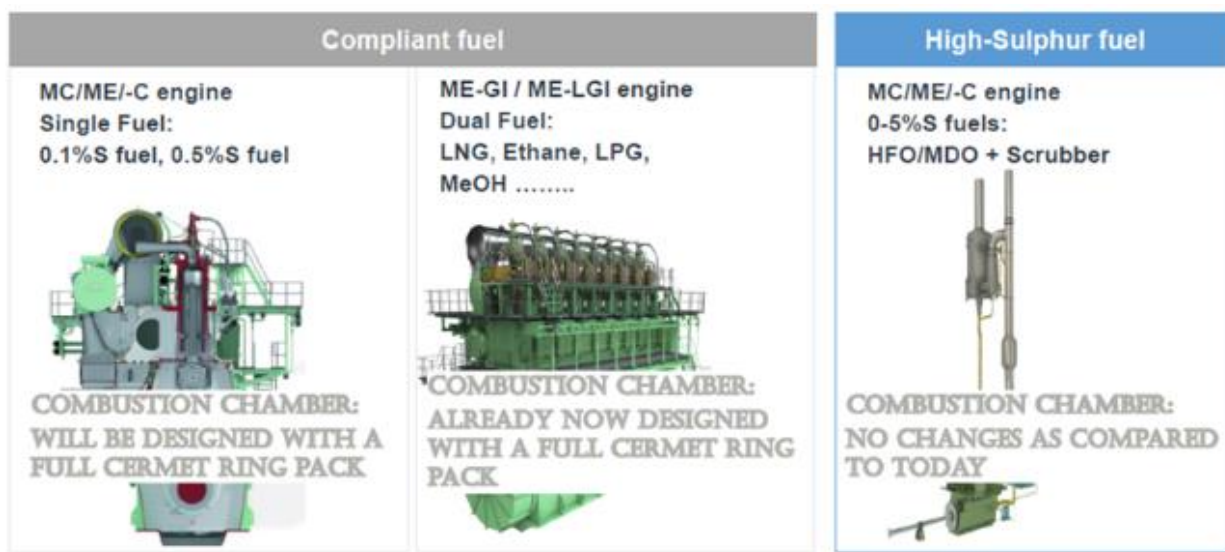 Compliant fuel
High-Sulphur fuel
MC/ME/-C engine
Single Fuel:
0.1%S fuel, 0.5%S fuel
COMBUSTION CHAMBER:
WILL BE DESIGNED WITH A
FULL CERMET RING PACK
ME-GI / ME-LGI engine
Dual Fuel:
LNG, Ethane, LPG,
MeOH ........
COMBUSTION CHAMBER:
ALREADY NOW DESIGNED
WITH A FULL CERMET RING
PACK
MC/ME/-C engine
0-5%S fuels:
HFO/MDO + Scrubber
COMBUSTION CHAMBER:
NO CHANGES AS COMPARED
TO TODAY